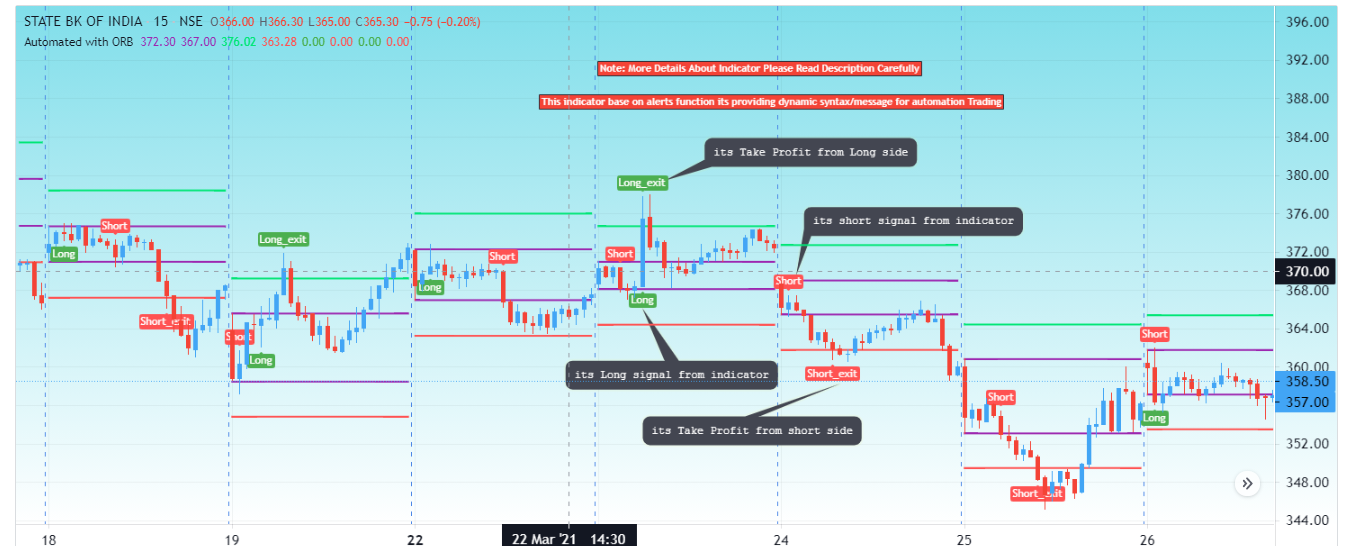 STATE BK OF INDIA 15 NSE O366.00 H366.30 L365.00 C365.30 −0.75 (−0.20%)
Automated with ORB 372.30 367.00 376.02 363.28 0.00 0.00 0.00 0.00
Note: More Details About Indicator Please Read Description Carefully
This indicator base on alerts function its providing dynamic syntax/message for automation Trading
its Take Profit from Long side
Long_exit
its short signal from indicator
Short
Long
Long_exit
Short
Short
Long
Short
Long
Short_exit
Long
its Long signal from indicator
Short_exit
its Take Profit from short side
Short
Short_exit
Short
Long
396.00
392.00
388.00
384.00
380.00
376.00
372.00
370.00
368.00
364.00
360.00
358.50
357.00
352.00
348.00
344.00
18
19
22
22 Mar '21 14:30
24
25
26